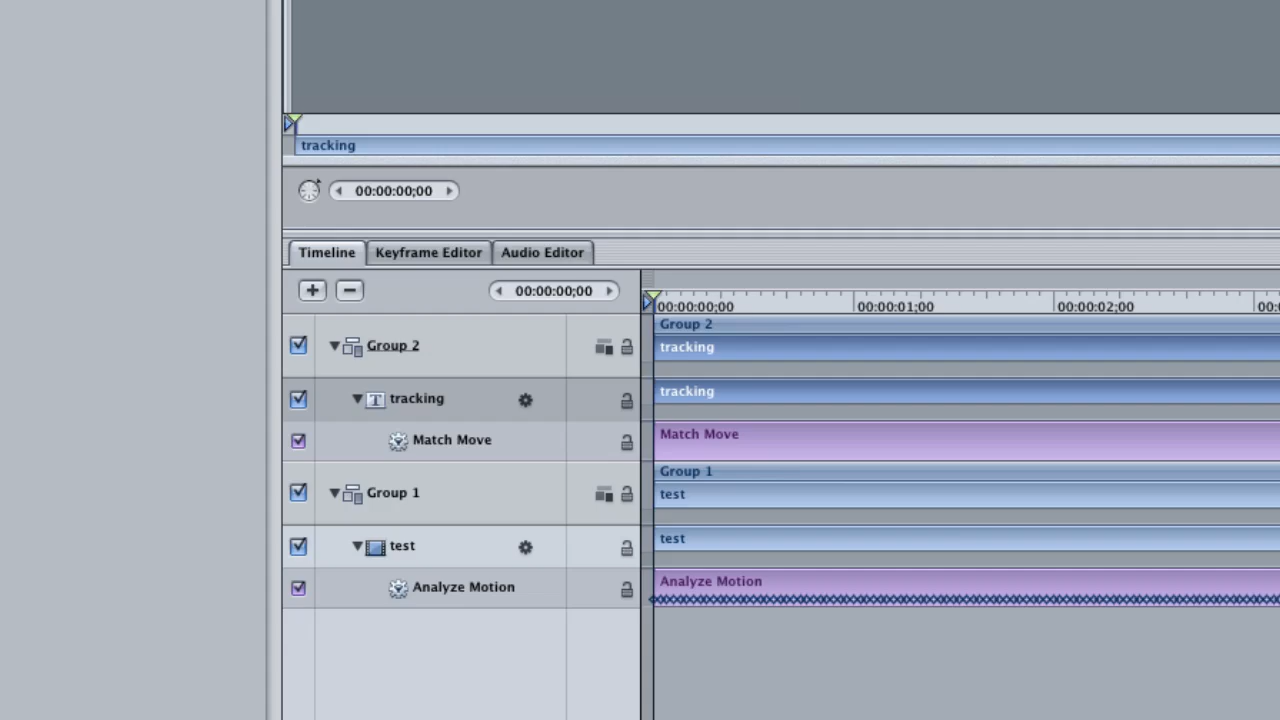 tracking
00:00:00;00
Timeline Keyframe Editor Audio Editor
00:00:00;00
00:00:00;00 00:00:01;00 00:00:02;00
Group 2
Group 2
tracking
T tracking
tracking
Match Move
Match Move
Group 1
Group 1
test
test
test
Analyze Motion
Analyze Motion